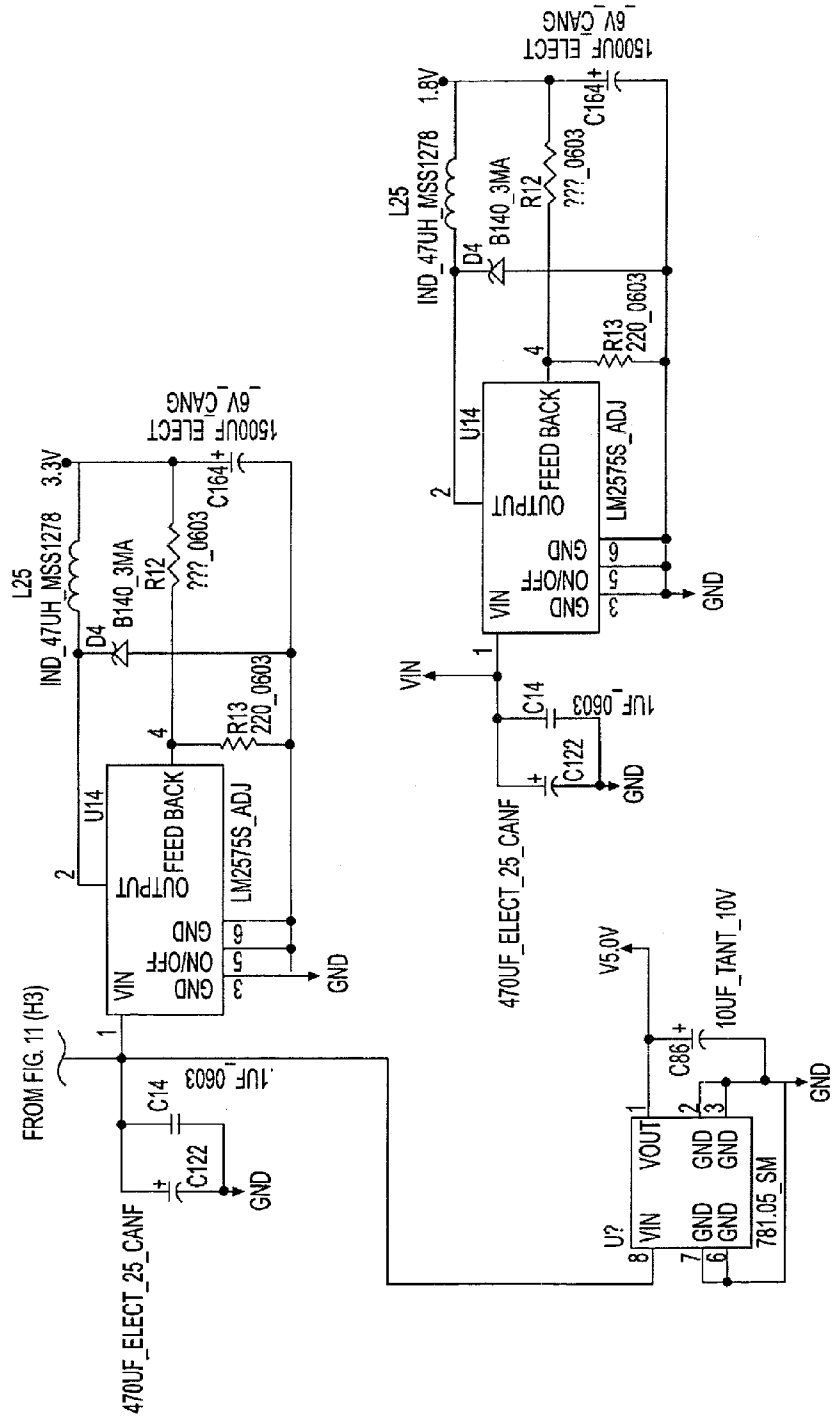 FROM FIG. 11 (H3)
470UF_ELECT_25_CANF
C122
C14
.1UF_0603
GND
1
VIN
U14
OUTPUT
2
FEED BACK
4
GND
ON/OFF
GND
3
5
6
LM2575S_ADJ
GND
L25
IND_47UH_MSS1278
D4
B140_3MA
R12
???_0603
R13
220_0603
3.3V
C164
+
1500UF_ELECT
_6V_CANG
+
VIN
470UF_ELECT_25_CANF
C122
+
C14
1UF_0603
GND
1
VIN
U14
OUTPUT
2
FEED BACK
4
GND
ON/OFF
GND
3
5
6
LM2575S_ADJ
GND
L25
IND_47UH_MSS1278
D4
B140_3MA
R12
???_0603
R13
220_0603
1.8V
C164
+
1500UF_ELECT
_6V_CANG
U?
8
VIN
VOUT
1
7
GND
GND
2
6
GND
GND
3
781.05_SM
V5.0V
C86
+
10UF_TANT_10V
GND